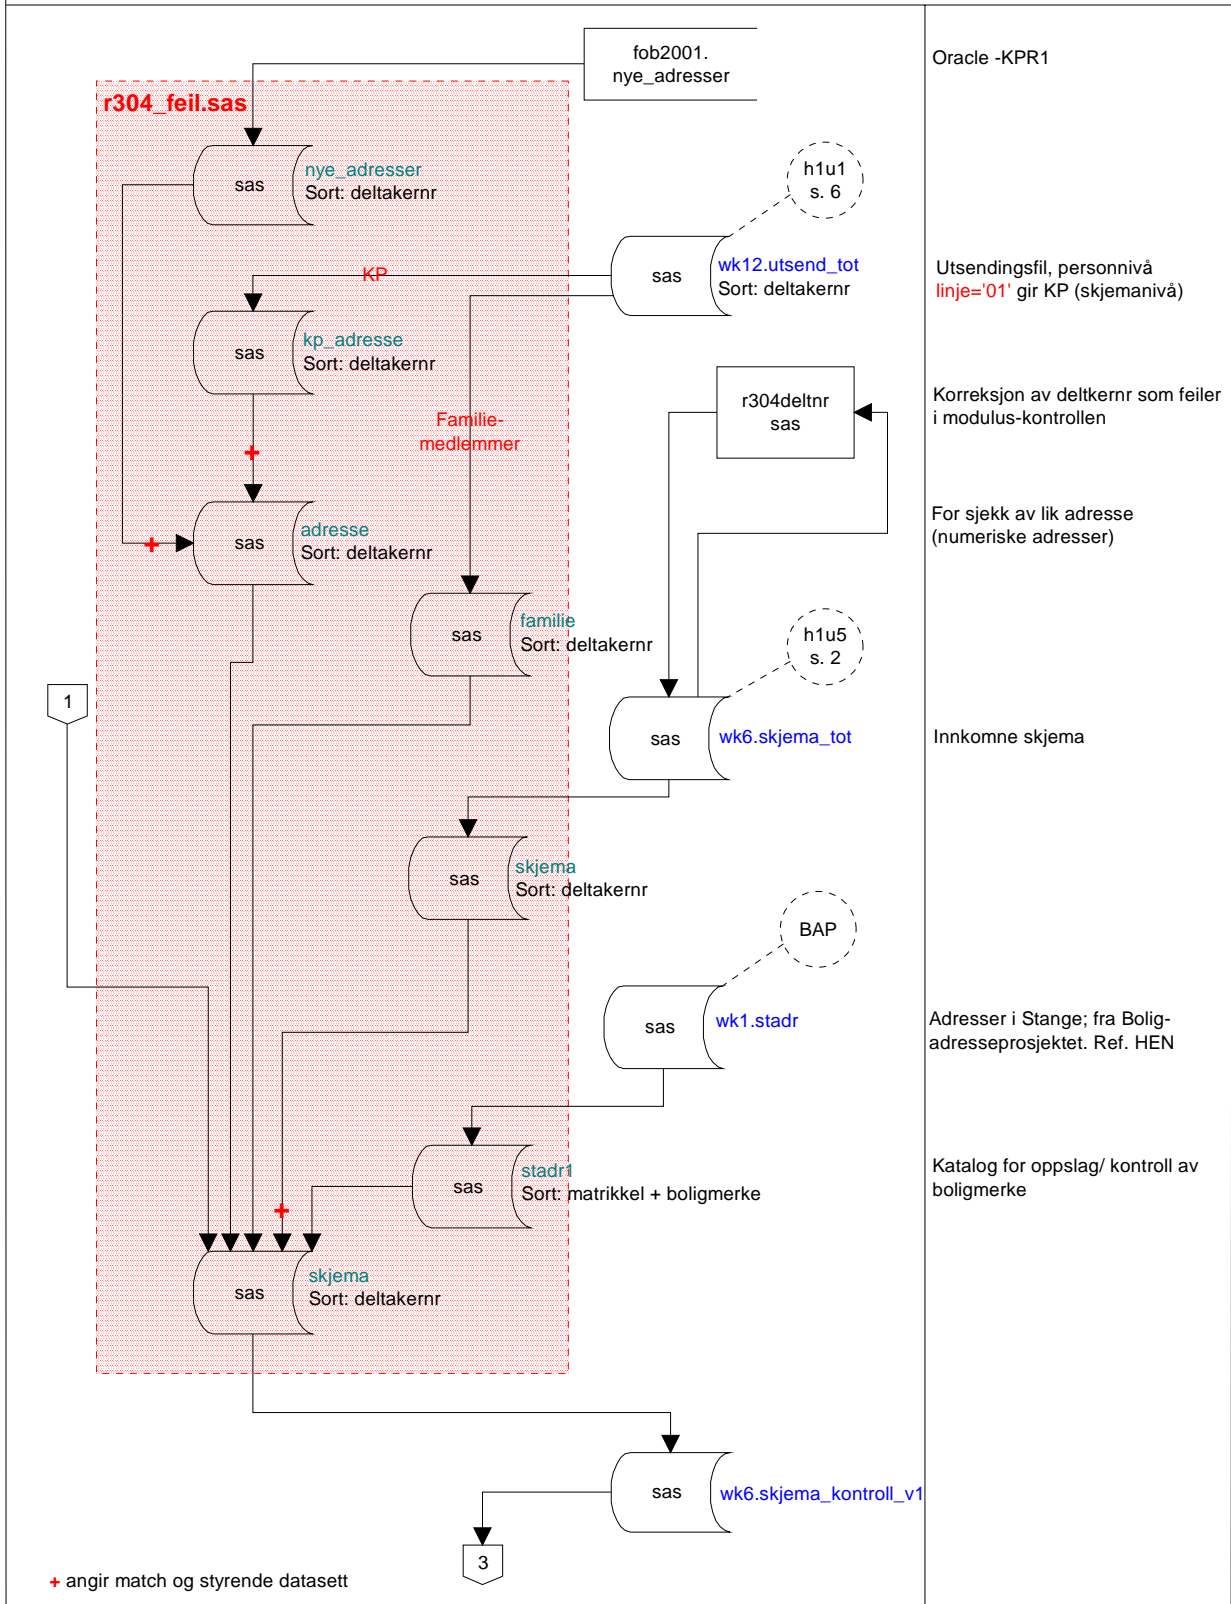 fob2001.
nye_adresser
Oracle -KPR1
r304_feil.sas
sas
nye_adresser
Sort: deltakernr
h1u1
s. 6
KP
sas
wk12.utsend_tot
Sort: deltakernr
Utsendingsfil, personnivå
linje='01' gir KP (skjemanivå)
sas
kp_adresse
Sort: deltakernr
r304deltnr
sas
Korreksjon av deltkernr som feiler
i modulus-kontrollen
Familie-
medlemmer
+
sas
adresse
Sort: deltakernr
+
For sjekk av lik adresse
(numeriske adresser)
sas
familie
Sort: deltakernr
h1u5
s. 2
1
sas
wk6.skjema_tot
Innkomne skjema
sas
skjema
Sort: deltakernr
BAP
sas
wk1.stadr
Adresser i Stange; fra Bolig-
adresseprosjektet. Ref. HEN
sas
stadr1
Sort: matrikkel + boligmerke
Katalog for oppslag/ kontroll av
boligmerke
+
sas
skjema
Sort: deltakernr
sas
wk6.skjema_kontroll_v1
3
+ angir match og styrende datasett